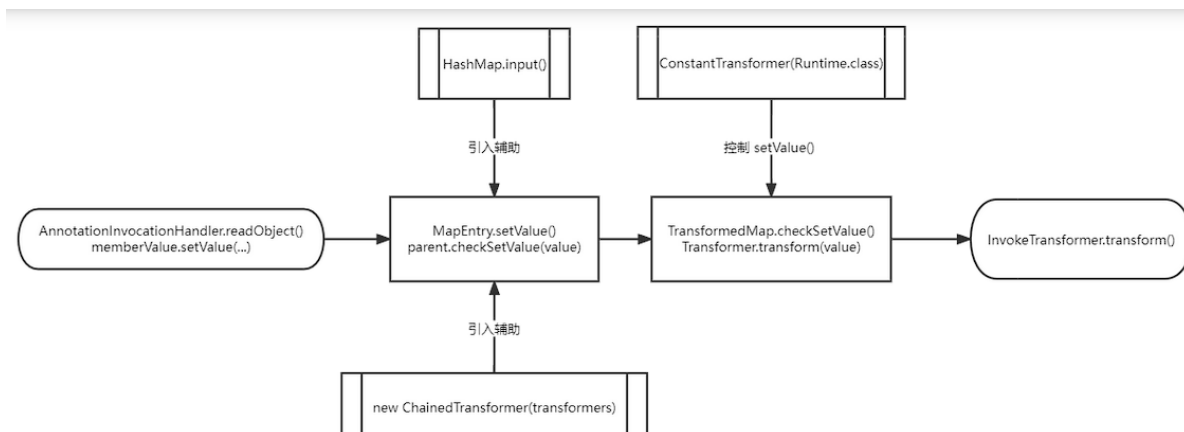 HashMap.input()
ConstantTransformer(Runtime.class)
引入辅助
控制 setValue()
AnnotationInvocationHandler.readObject()
memberValue.setValue(...)
MapEntry.setValue()
parent.checkSetValue(value)
TransformedMap.checkSetValue()
Transformer.transform(value)
InvokeTransformer.transform()
引入辅助
new ChainedTransformer(transformers)